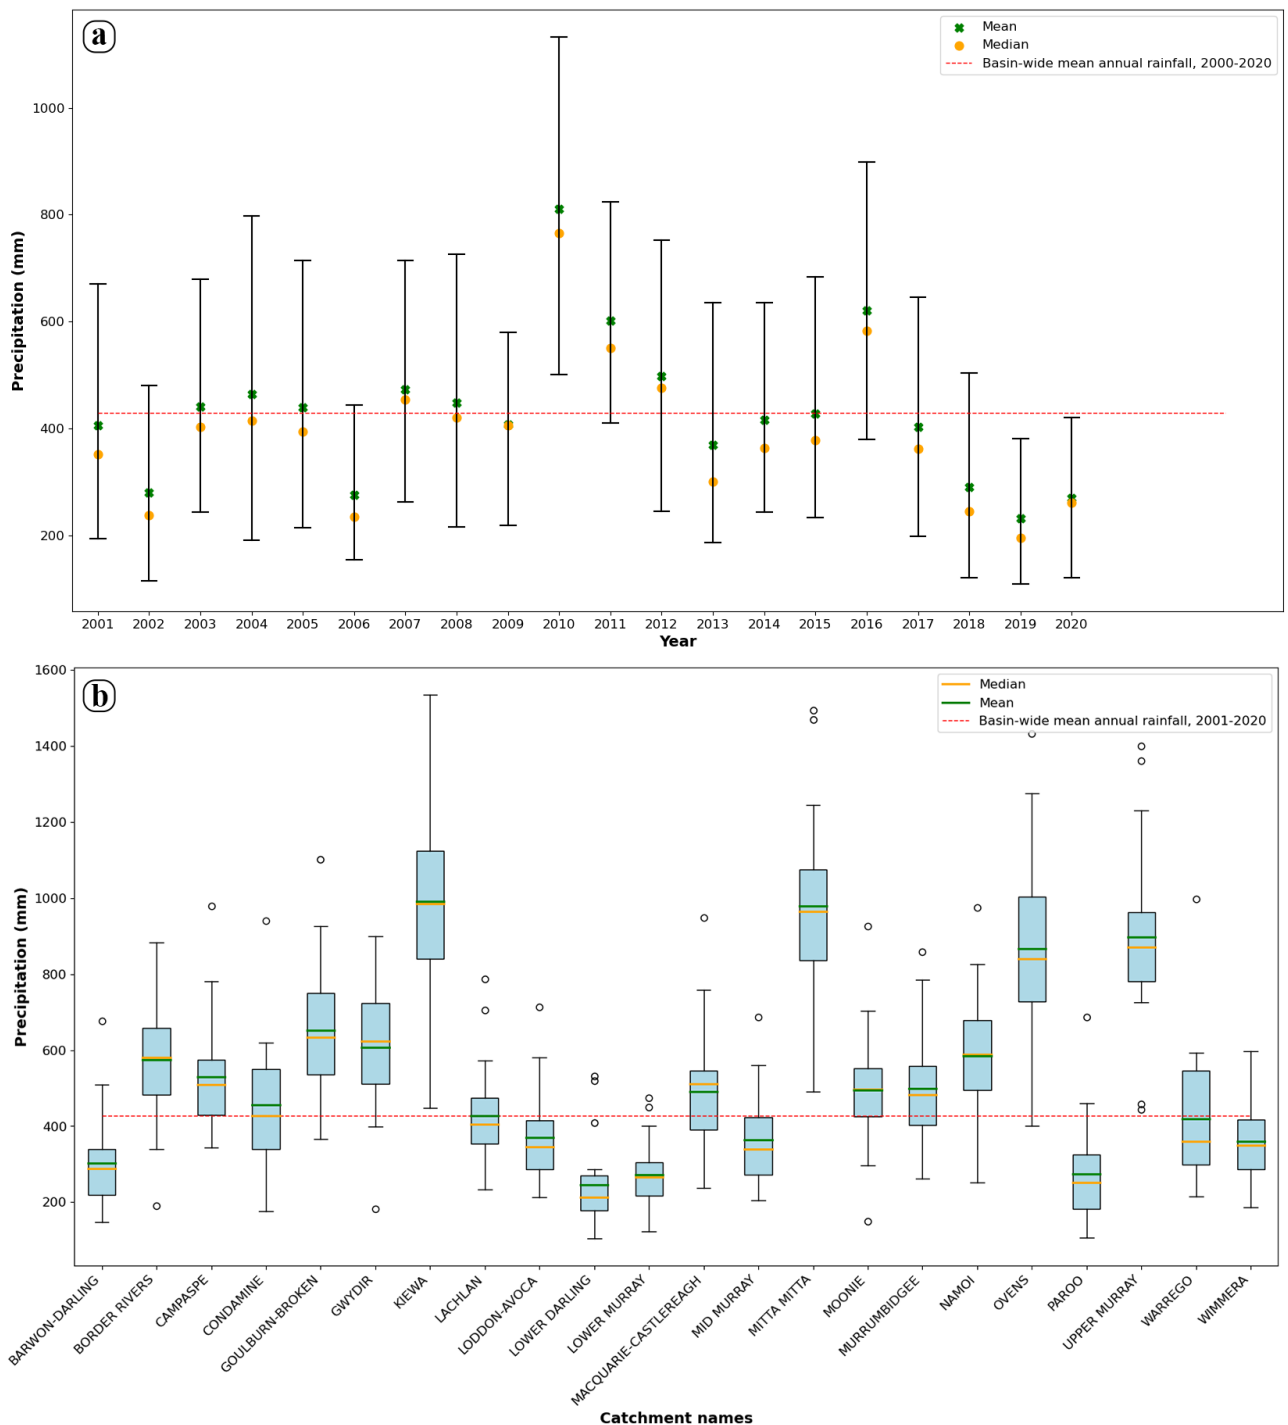 a
Mean
Median
Basin-wide mean annual rainfall, 2000-2020
1000
800
600
400
200
Precipitation (mm)
2001 2002 2003 2004 2005 2006 2007 2008 2009 2010 2011 2012 2013 2014 2015 2016 2017 2018 2019 2020
Year
b
Median
Mean
Basin-wide mean annual rainfall, 2001-2020
1600
1400
1200
1000
800
600
400
200
Precipitation (mm)
BARWON-DARLING
BORDER RIVERS
CAMPASPE
CONDAMINE
GOULBURN-BROKEN
GWYDIR
KIEWA
LACHLAN
LODDON-AVOCA
LOWER DARLING
LOWER MURRAY
MACQUARIE-CASTLEREAGH
MID MURRAY
MITTA MITTA
MOONIE
MURRUMBIDGEE
NAMOI
OVENS
PAROO
UPPER MURRAY
WARREGO
WIMMERA
Catchment names